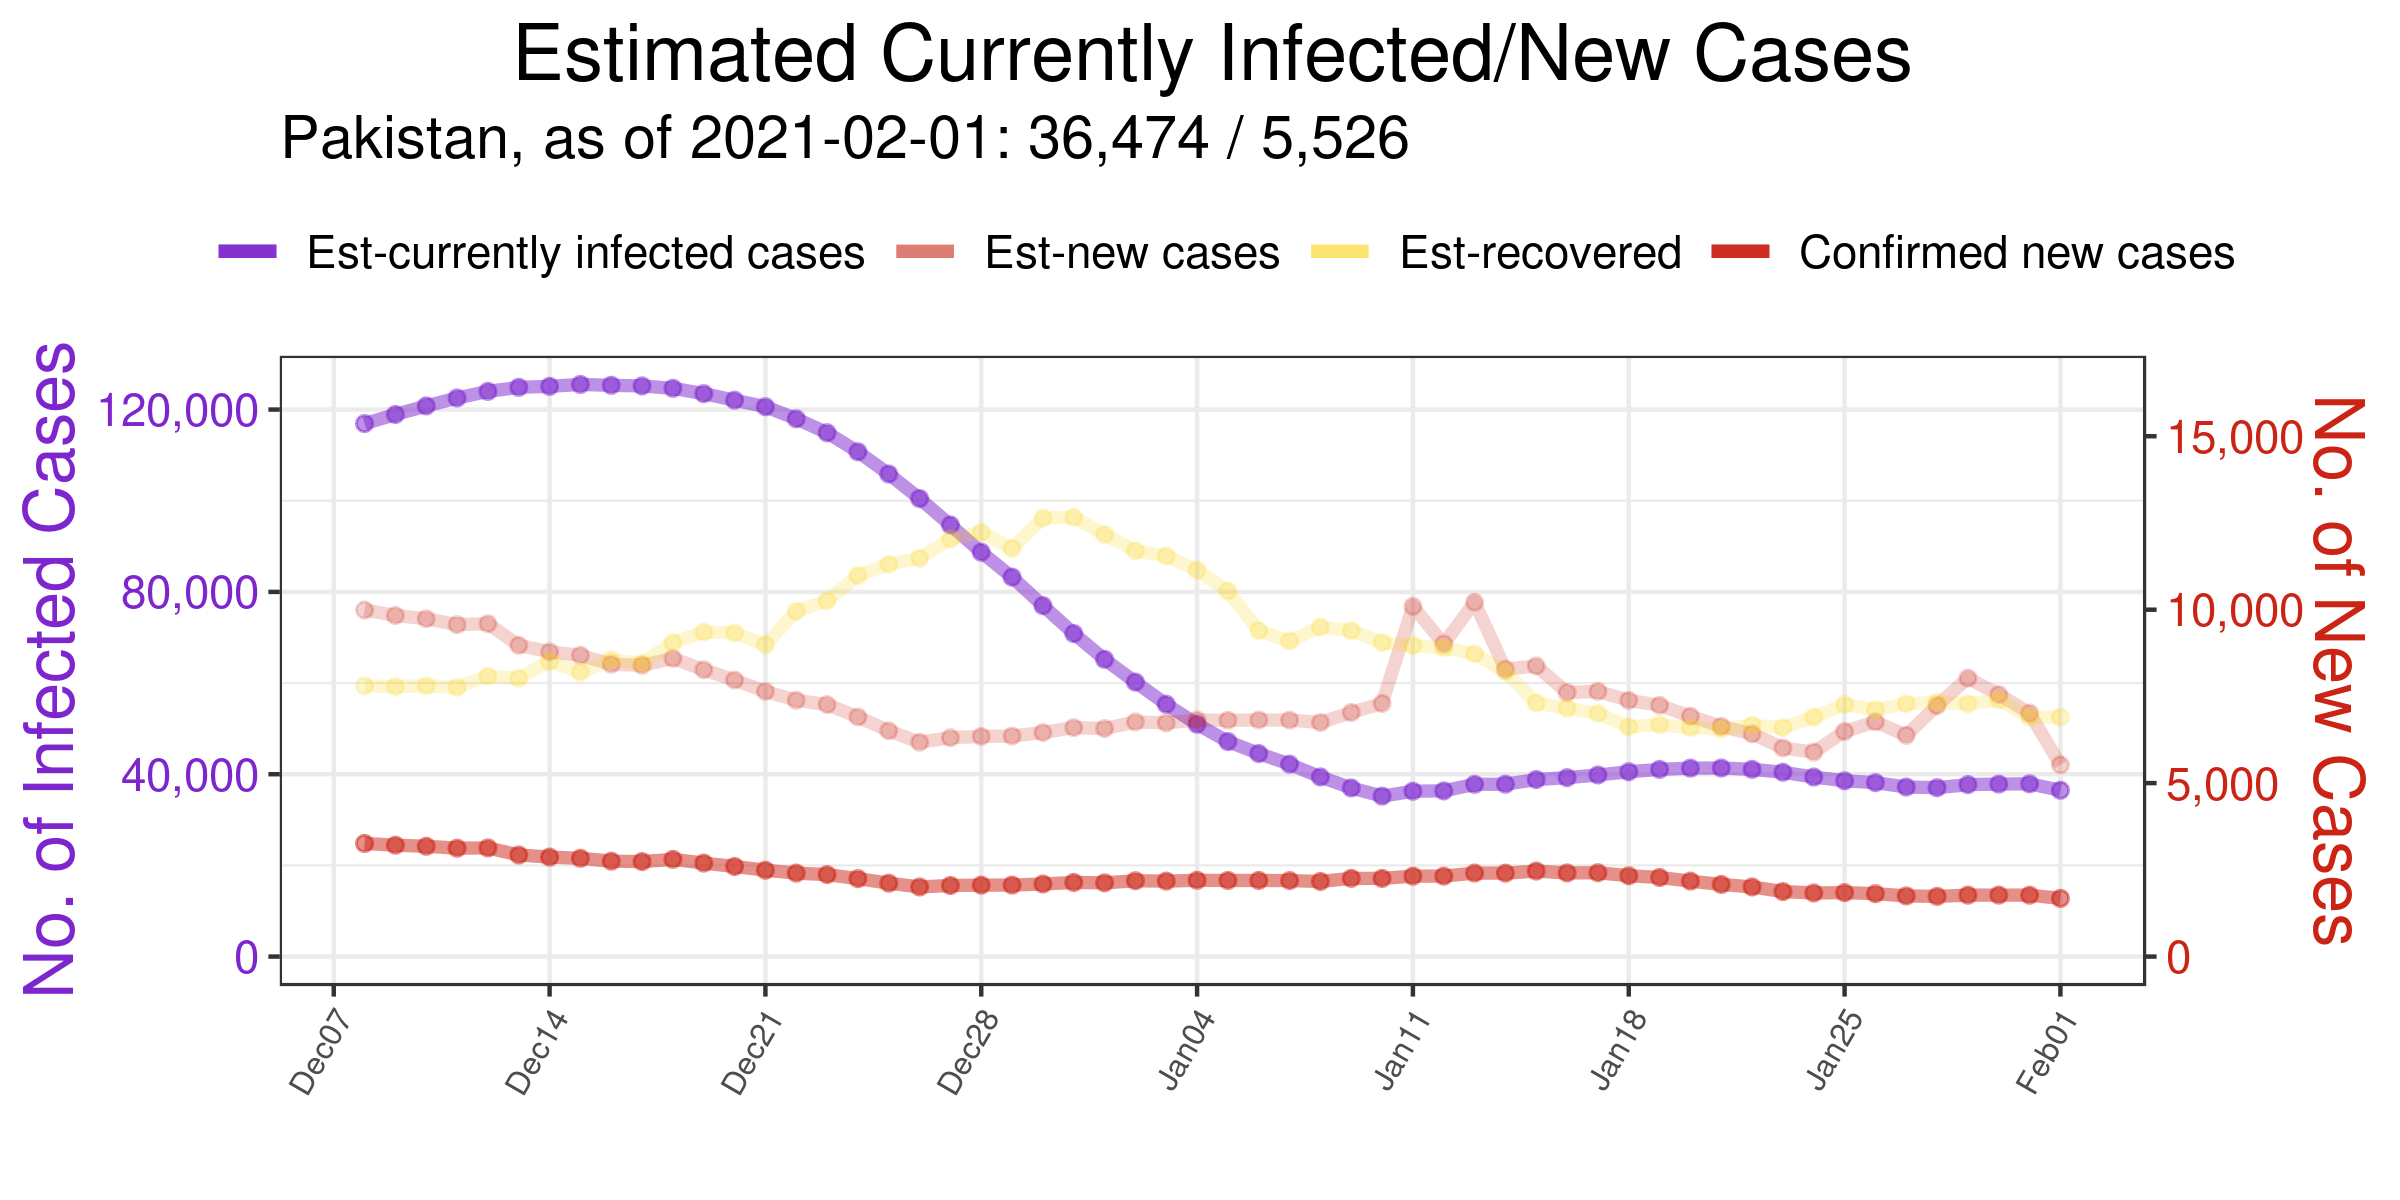 Estimated Currently Infected/New Cases
Pakistan, as of 2021-02-01: 36,474 / 5,526
Est-currently infected cases Est-new cases Est-recovered Confirmed new cases
No. of Infected Cases
120,000
80,000
40,000
0
15,000
10,000
5,000
0
No. of New Cases
Dec07 Dec14 Dec21 Dec28 Jan04 Jan11 Jan18 Jan25 Feb01